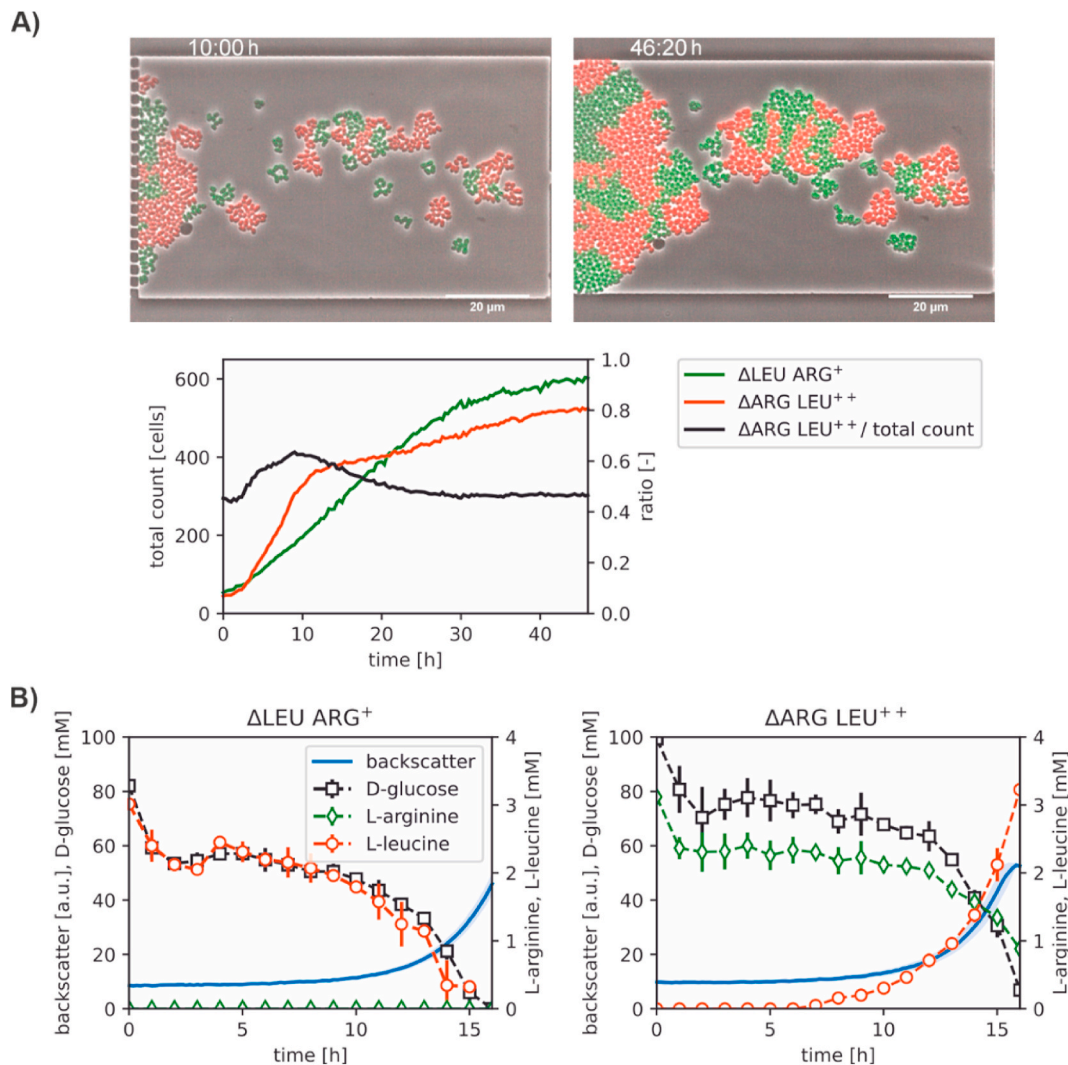 A)
10:00 h
46:20 h
20 µm
20 µm
600
400
200
0
total count [cells]
1.0
0.8
0.6
0.4
0.2
0.0
ratio [-]
0 10 20 30 40
time [h]
ΔLEU ARG⁺
ΔARG LEU⁺⁺
ΔARG LEU⁺⁺/ total count
B)
ΔLEU ARG⁺
backscatter [a.u.], D-glucose [mM]
100
80
60
40
20
0
backscatter
D-glucose
L-arginine
L-leucine
4
3
2
1
0
L-arginine, L-leucine [mM]
0 5 10 15
time [h]
ΔARG LEU⁺⁺
backscatter [a.u.], D-glucose [mM]
100
80
60
40
20
0
4
3
2
1
0
L-arginine, L-leucine [mM]
0 5 10 15
time [h]